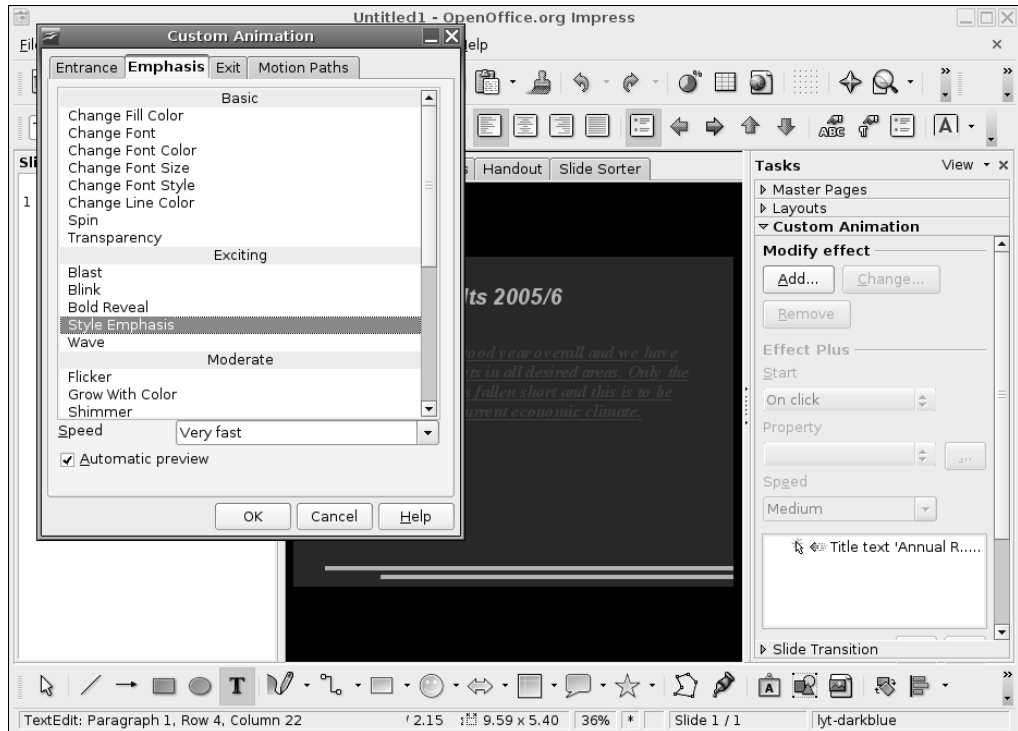 Untitled1 - OpenOffice.org Impress
Custom Animation
Entrance Emphasis Exit Motion Paths
Basic
Change Fill Color
Change Font
Change Font Color
Change Font Size
Change Font Style
Change Line Color
Spin
Transparency
Exciting
Blast
Blink
Bold Reveal
Style Emphasis
Wave
Moderate
Flicker
Grow With Color
Shimmer
Speed Very fast
Automatic preview
OK Cancel Help
Handout Slide Sorter
1
lts 2005/6
ood year overall and we have
ts in all desired areas. Only the
s fallen short and this is to be
urrent economic climate.
Tasks View
Master Pages
Layouts
Custom Animation
Modify effect
Add... Change...
Remove
Effect Plus
Start
On click
Property
...
Speed
Medium
Title text 'Annual R.....
Slide Transition
TextEdit: Paragraph 1, Row 4, Column 22 2.15 9.59 x 5.40 36% * Slide 1 / 1 lyt-darkblue